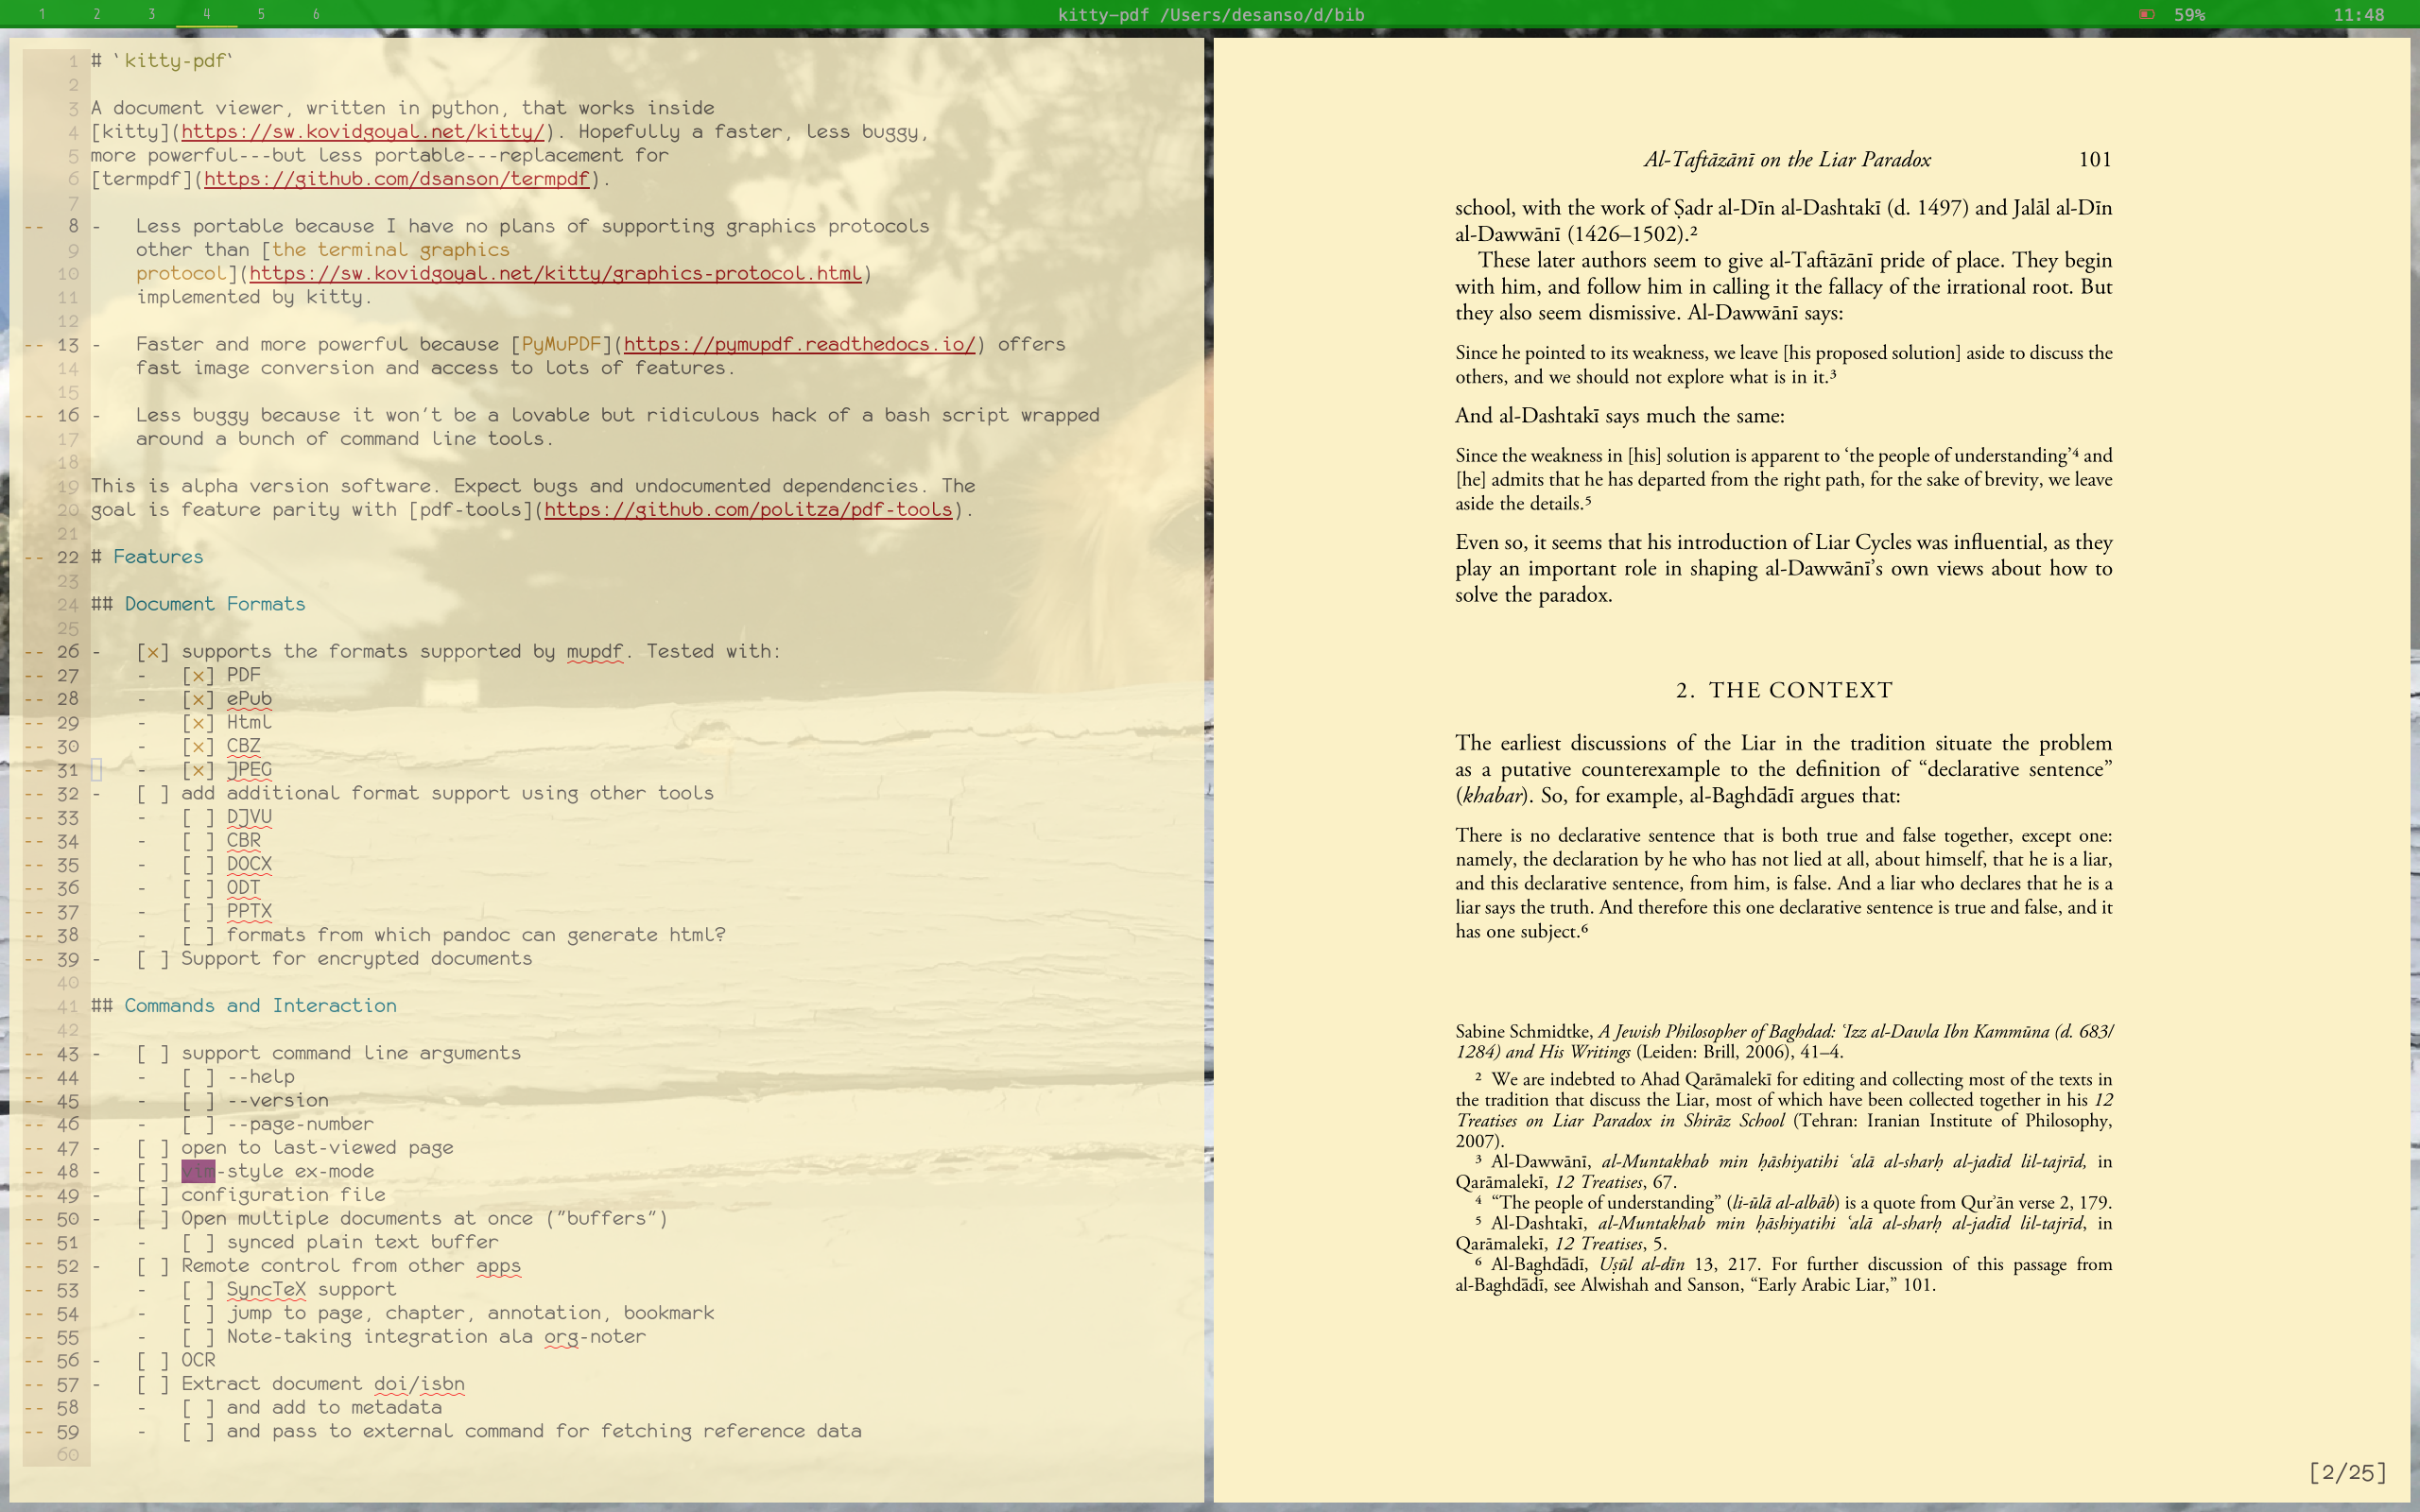 1 2 3 4 5 6 kitty-pdf /Users/desanso/d/bib 59% 11:48
1 # `kitty-pdf`
2
3 A document viewer, written in python, that works inside
4 [kitty](https://sw.kovidgoyal.net/kitty/). Hopefully a faster, less buggy,
5 more powerful---but less portable---replacement for
6 [termpdf](https://github.com/dsanson/termpdf).
7
-- 8 - Less portable because I have no plans of supporting graphics protocols
9 other than [the terminal graphics
10 protocol](https://sw.kovidgoyal.net/kitty/graphics-protocol.html)
11 implemented by kitty.
12
-- 13 - Faster and more powerful because [PyMuPDF](https://pymupdf.readthedocs.io/) offers
14 fast image conversion and access to lots of features.
15
-- 16 - Less buggy because it won't be a lovable but ridiculous hack of a bash script wrapped
17 around a bunch of command line tools.
18
19 This is alpha version software. Expect bugs and undocumented dependencies. The
20 goal is feature parity with [pdf-tools](https://github.com/politza/pdf-tools).
21
-- 22 # Features
23
24 ## Document Formats
25
-- 26 - [x] supports the formats supported by mupdf. Tested with:
-- 27 - [x] PDF
-- 28 - [x] ePub
-- 29 - [x] Html
-- 30 - [x] CBZ
-- 31 - [x] JPEG
-- 32 - [ ] add additional format support using other tools
-- 33 - [ ] DJVU
-- 34 - [ ] CBR
-- 35 - [ ] DOCX
-- 36 - [ ] ODT
-- 37 - [ ] PPTX
-- 38 - [ ] formats from which pandoc can generate html?
-- 39 - [ ] Support for encrypted documents
40
41 ## Commands and Interaction
42
-- 43 - [ ] support command line arguments
-- 44 - [ ] --help
-- 45 - [ ] --version
-- 46 - [ ] --page-number
-- 47 - [ ] open to last-viewed page
-- 48 - [ ] vim-style ex-mode
-- 49 - [ ] configuration file
-- 50 - [ ] Open multiple documents at once ("buffers")
-- 51 - [ ] synced plain text buffer
-- 52 - [ ] Remote control from other apps
-- 53 - [ ] SyncTeX support
-- 54 - [ ] jump to page, chapter, annotation, bookmark
-- 55 - [ ] Note-taking integration ala org-noter
-- 56 - [ ] OCR
-- 57 - [ ] Extract document doi/isbn
-- 58 - [ ] and add to metadata
-- 59 - [ ] and pass to external command for fetching reference data
60
Al-Taftāzānī on the Liar Paradox 101
school, with the work of Ṣadr al-Dīn al-Dashtakī (d. 1497) and Jalāl al-Dīn
al-Dawwānī (1426–1502).²
These later authors seem to give al-Taftāzānī pride of place. They begin
with him, and follow him in calling it the fallacy of the irrational root. But
they also seem dismissive. Al-Dawwānī says:
Since he pointed to its weakness, we leave [his proposed solution] aside to discuss the
others, and we should not explore what is in it.³
And al-Dashtakī says much the same:
Since the weakness in [his] solution is apparent to ‘the people of understanding’⁴ and
[he] admits that he has departed from the right path, for the sake of brevity, we leave
aside the details.⁵
Even so, it seems that his introduction of Liar Cycles was influential, as they
play an important role in shaping al-Dawwānī’s own views about how to
solve the paradox.
2. THE CONTEXT
The earliest discussions of the Liar in the tradition situate the problem
as a putative counterexample to the definition of “declarative sentence”
(khabar). So, for example, al-Baghdādī argues that:
There is no declarative sentence that is both true and false together, except one:
namely, the declaration by he who has not lied at all, about himself, that he is a liar,
and this declarative sentence, from him, is false. And a liar who declares that he is a
liar says the truth. And therefore this one declarative sentence is true and false, and it
has one subject.⁶
Sabine Schmidtke, A Jewish Philosopher of Baghdad: ʿIzz al-Dawla Ibn Kammūna (d. 683/
1284) and His Writings (Leiden: Brill, 2006), 41–4.
² We are indebted to Ahad Qarāmalekī for editing and collecting most of the texts in
the tradition that discuss the Liar, most of which have been collected together in his 12
Treatises on Liar Paradox in Shirāz School (Tehran: Iranian Institute of Philosophy,
2007).
³ Al-Dawwānī, al-Muntakhab min ḥāshiyatihi ʿalā al-sharḥ al-jadīd lil-tajrīd, in
Qarāmalekī, 12 Treatises, 67.
⁴ “The people of understanding” (li-ūlā al-albāb) is a quote from Qurʾān verse 2, 179.
⁵ Al-Dashtakī, al-Muntakhab min ḥāshiyatihi ʿalā al-sharḥ al-jadīd lil-tajrīd, in
Qarāmalekī, 12 Treatises, 5.
⁶ Al-Baghdādī, Uṣūl al-dīn 13, 217. For further discussion of this passage from
al-Baghdādī, see Alwishah and Sanson, “Early Arabic Liar,” 101.
[2/25]